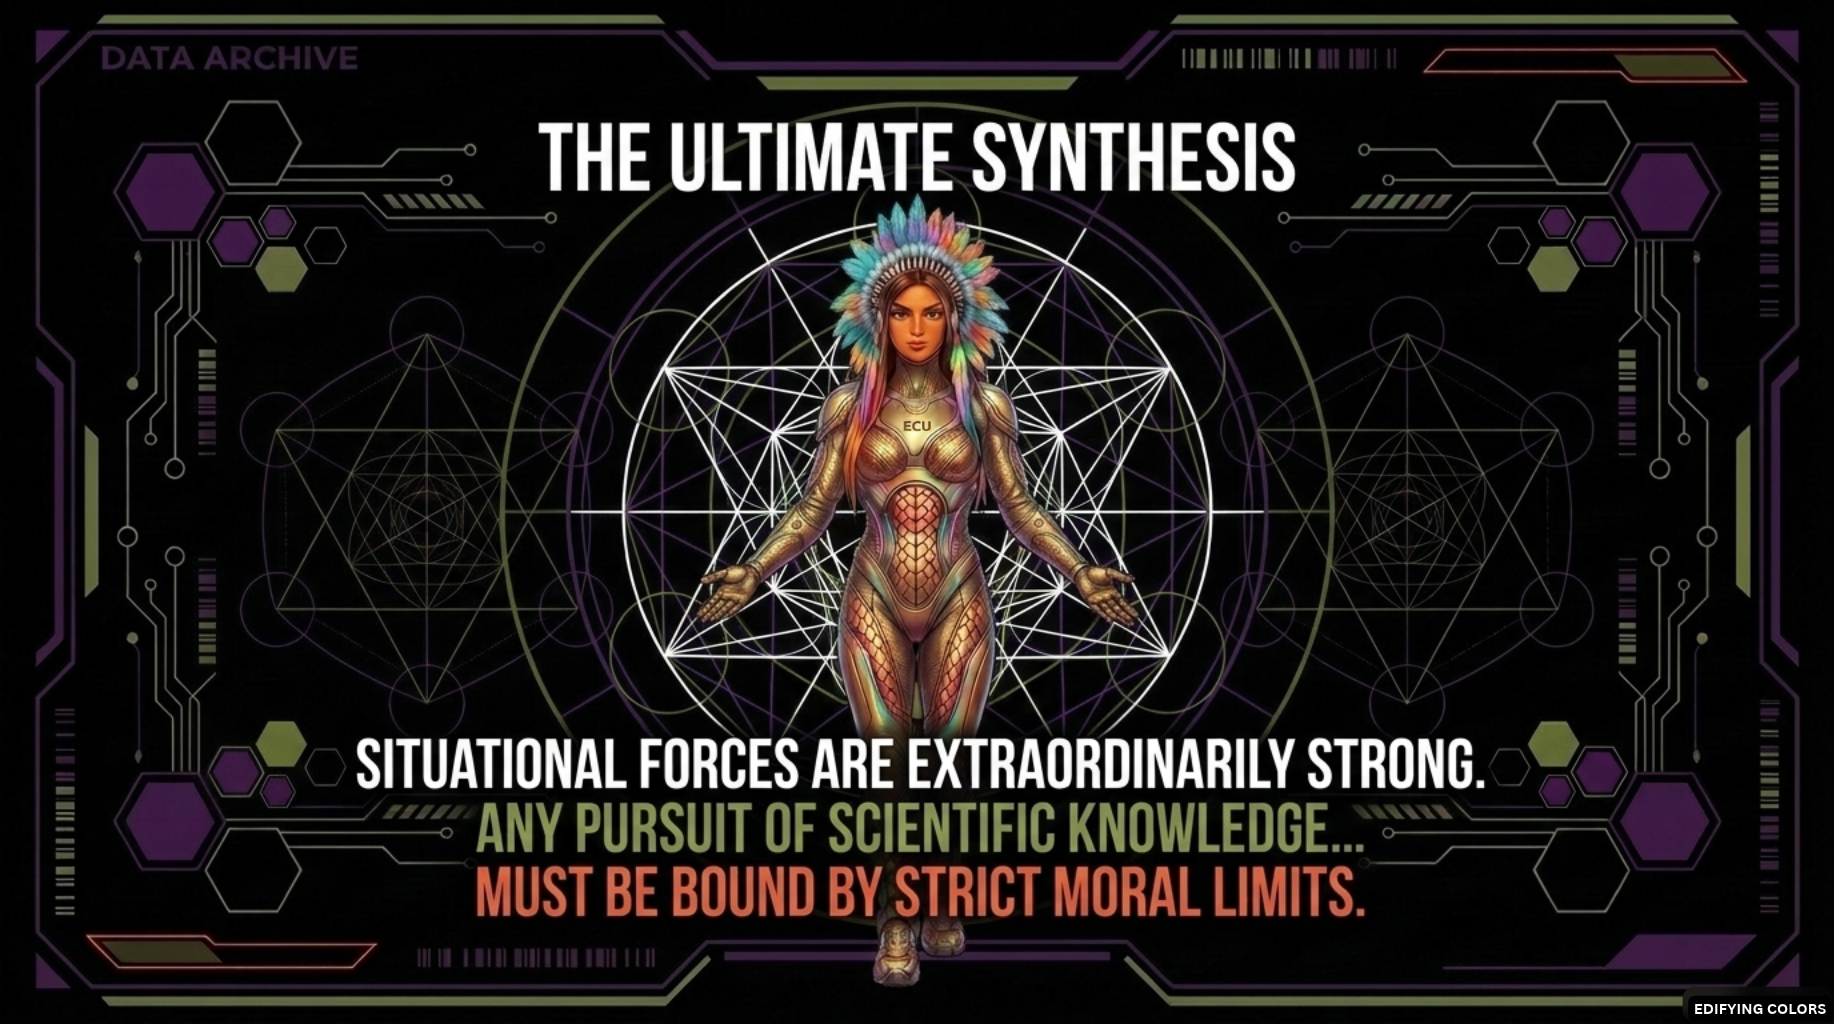 DATA ARCHIVE
THE ULTIMATE SYNTHESIS
ECU
SITUATIONAL FORCES ARE EXTRAORDINARILY STRONG.
ANY PURSUIT OF SCIENTIFIC KNOWLEDGE...
MUST BE BOUND BY STRICT MORAL LIMITS.
EDIFYING COLORS